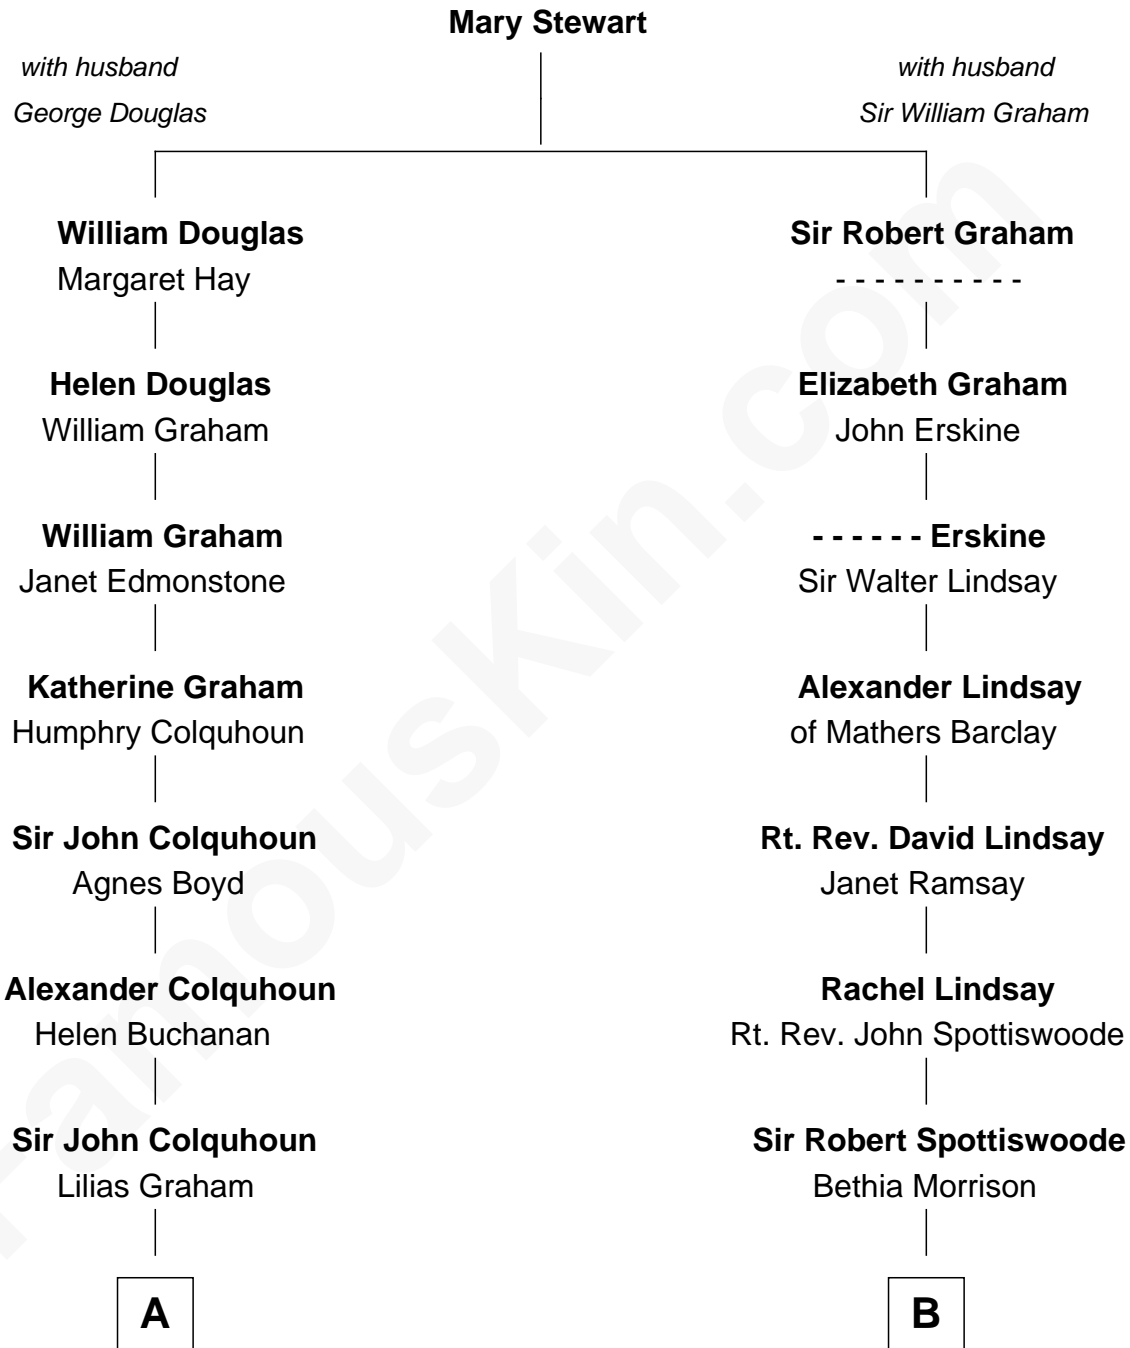 Mary Stewart
with husband
George Douglas
with husband
Sir William Graham
William Douglas
Margaret Hay
Sir Robert Graham
- - - - - - - - - -
Helen Douglas
William Graham
Elizabeth Graham
John Erskine
William Graham
Janet Edmonstone
- - - - - - Erskine
Sir Walter Lindsay
Katherine Graham
Humphry Colquhoun
Alexander Lindsay
of Mathers Barclay
Sir John Colquhoun
Agnes Boyd
Rt. Rev. David Lindsay
Janet Ramsay
Alexander Colquhoun
Helen Buchanan
Rachel Lindsay
Rt. Rev. John Spottiswoode
Sir John Colquhoun
Lilias Graham
Sir Robert Spottiswoode
Bethia Morrison
A
B
FamousKin.com